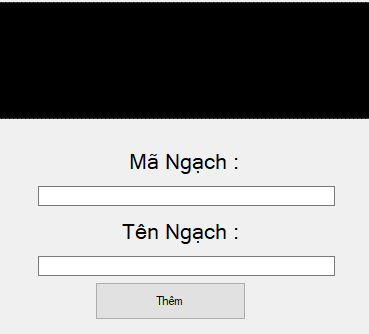 Mã Ngạch :
Tên Ngạch :
Thêm